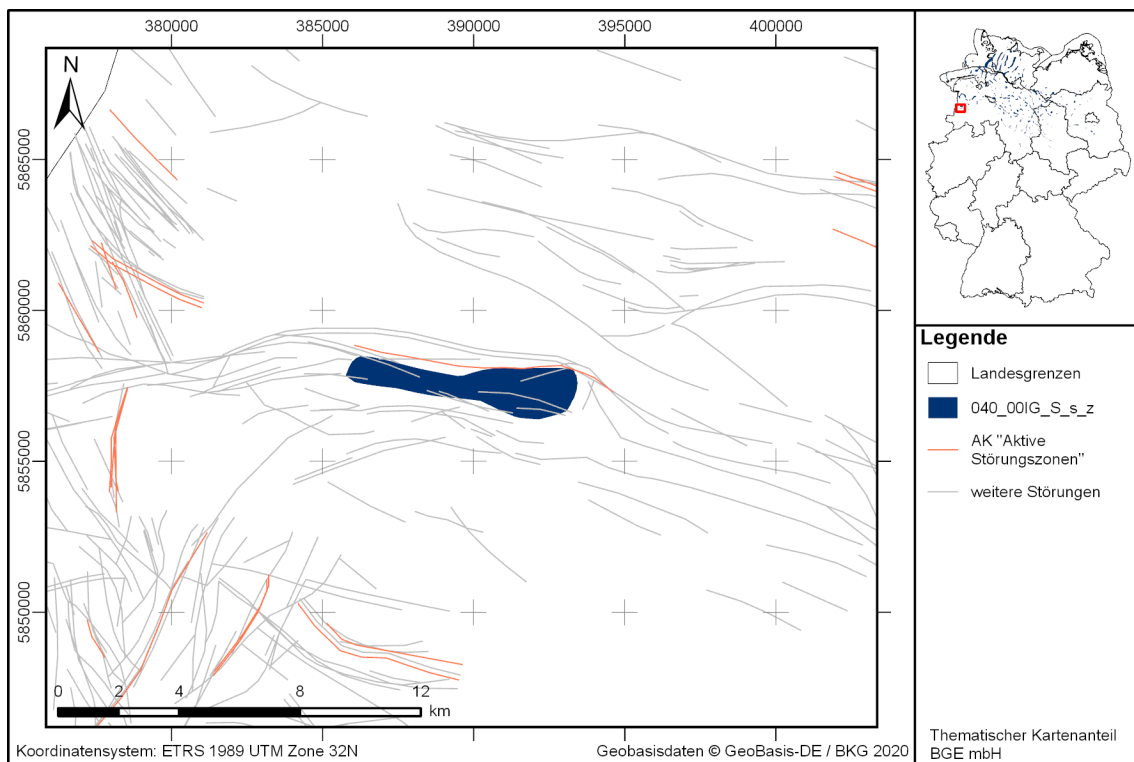 380000 385000 390000 395000 400000
N
5865000
5860000
5855000
5850000
0 2 4 8 12
km
Koordinatensystem: ETRS 1989 UTM Zone 32N
Geobasisdaten © GeoBasis-DE / BKG 2020
Legende
Landesgrenzen
040_00IG_S_s_z
AK "Aktive
Störungszonen"
weitere Störungen
Thematischer Kartenanteil
BGE mbH